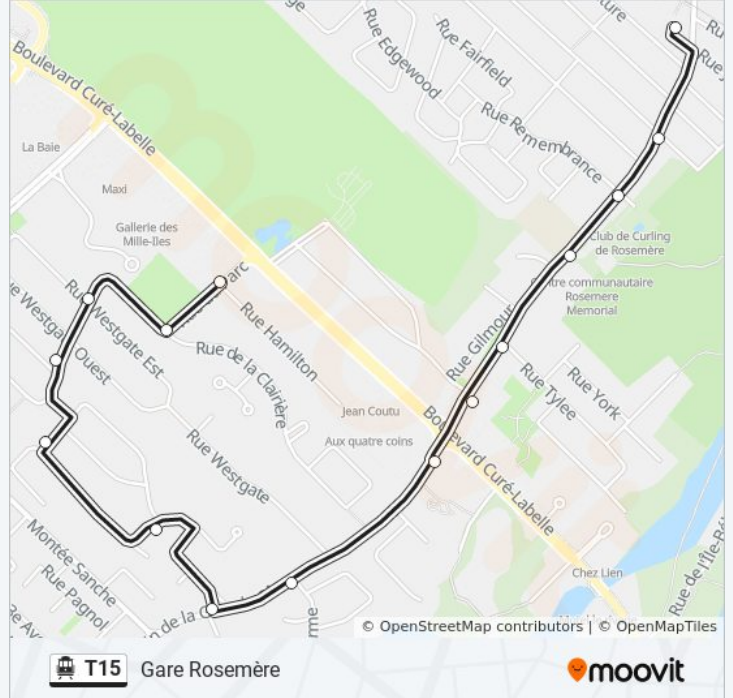 Rue Edgewood
Rue Fairfield
Boulevard Curé-Labelle
Rue Remembrance
La Baie
Maxi
Gallerie des
Mille-Iles
Club de Curling
de Rosemère
Rosemere
Memorial
communautaire
Rue Westgate Est
Ouest
Rue Hamilton
Rue de la Clairière
Rue Gilmour
Rue Tylee
Rue York
Jean Coutu
Aux quatre coins
Boulevard Curé-Labelle
Rue Westgate
Montée Sanche
Rue Pagnol
Chez Lien
© OpenStreetMap contributors | © OpenMapTiles
T15 Gare Rosemère
moovit